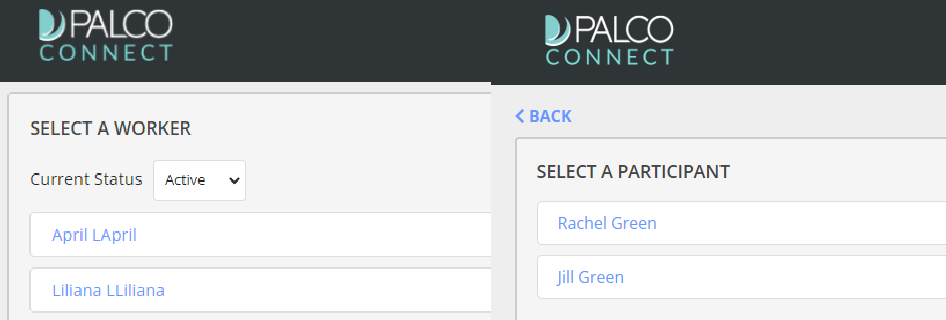 PALCO
CONNECT
SELECT A WORKER
Current Status Active
April LApril
Liliana LLiliana
PALCO
CONNECT
BACK
SELECT A PARTICIPANT
Rachel Green
Jill Green